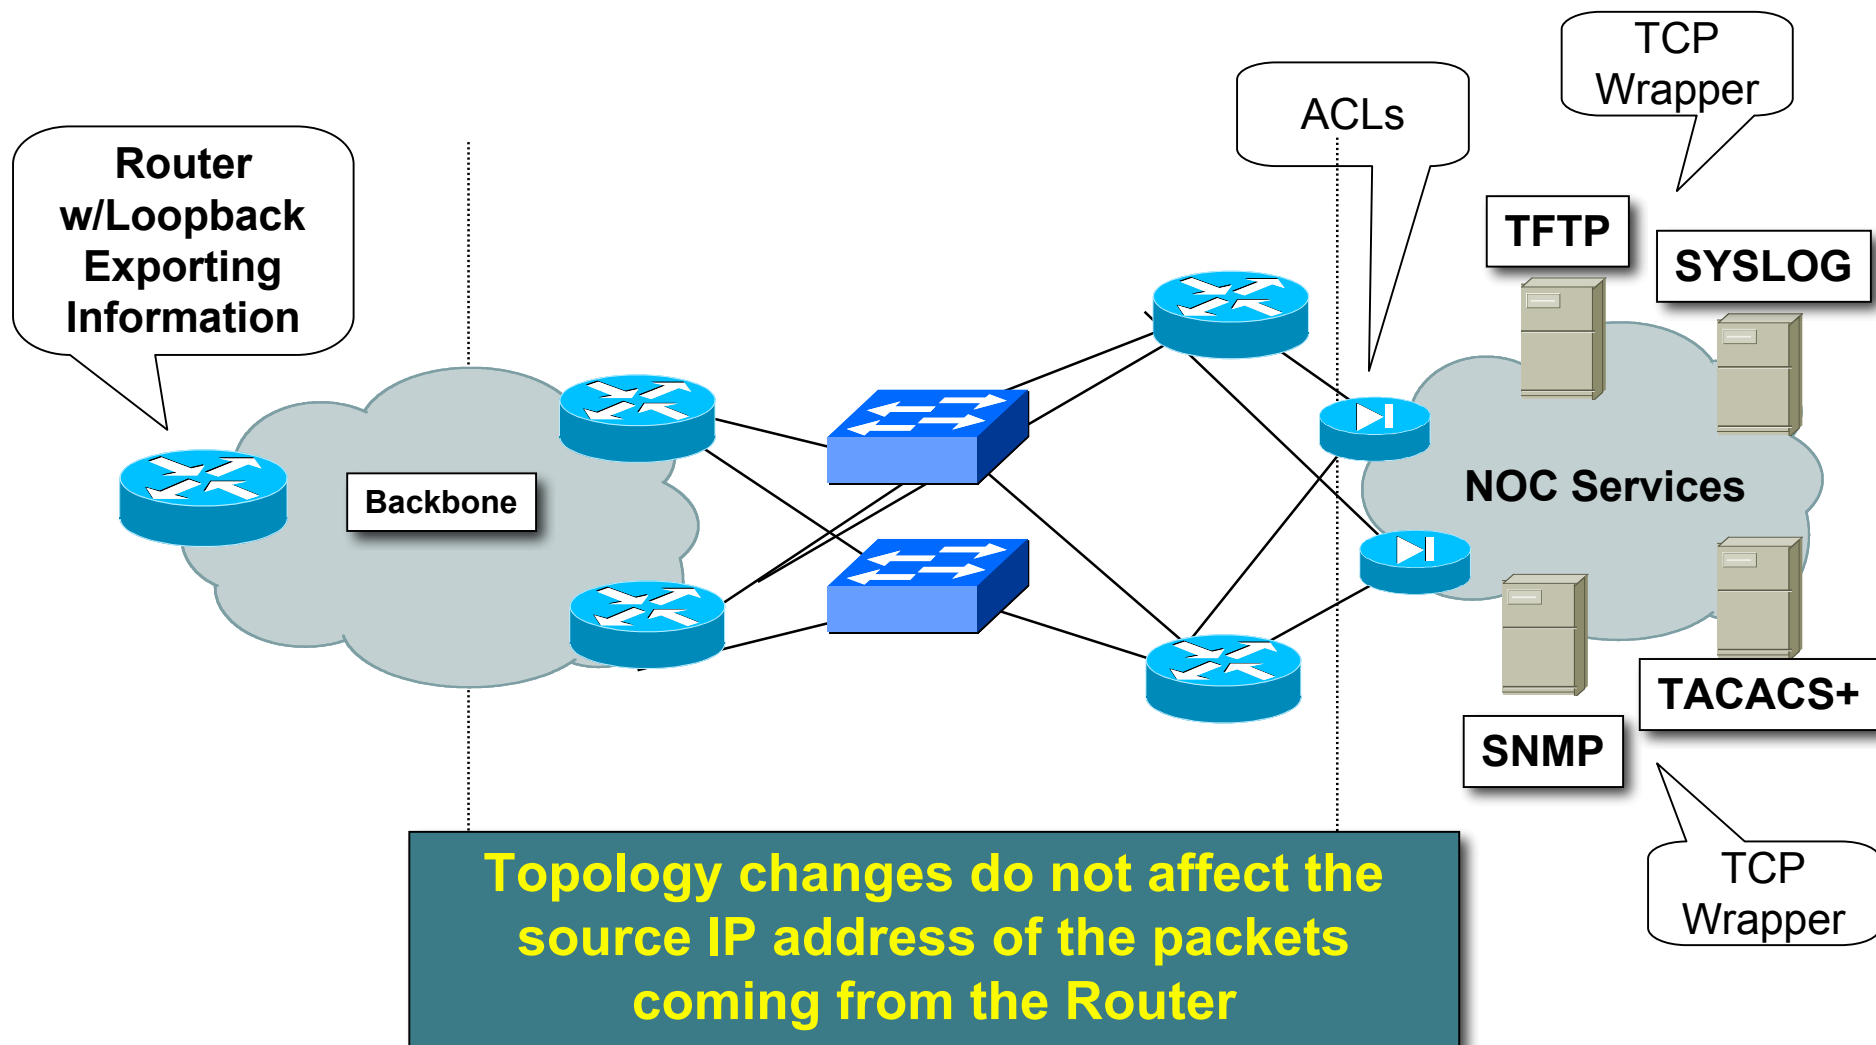 TCP
Wrapper
ACLs
Router
w/Loopback
Exporting
Information
TFTP
SYSLOG
Backbone
NOC Services
TACACS+
SNMP
TCP
Wrapper
Topology changes do not affect the
source IP address of the packets
coming from the Router